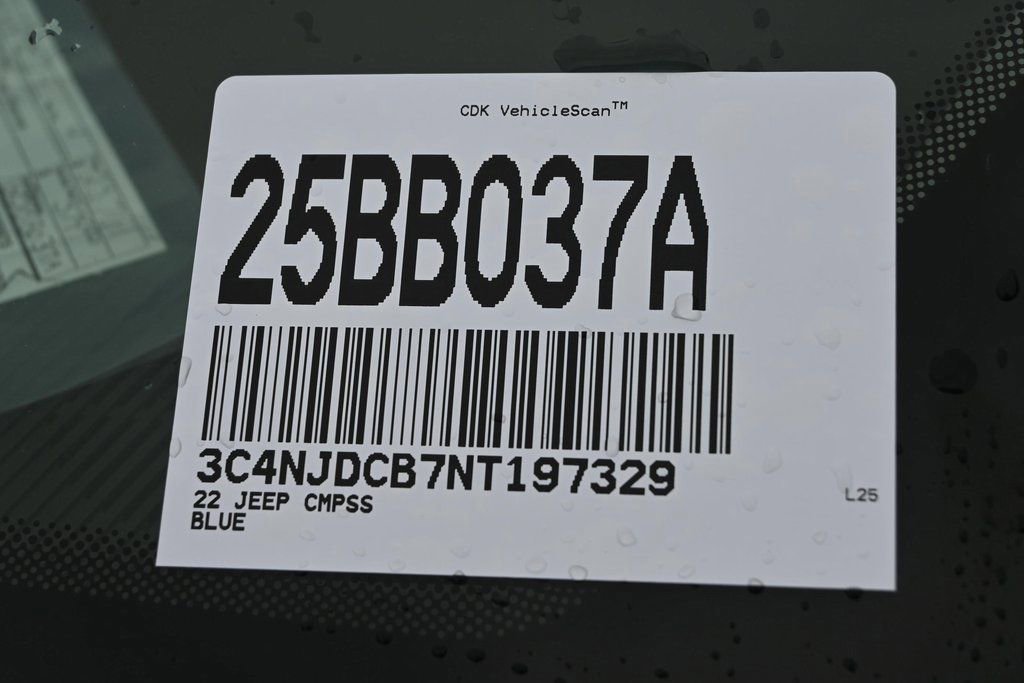 CDK VehicleScan™
25BB037A
3C4NJDCB7NT197329
22 JEEP CMPSS
BLUE
L25